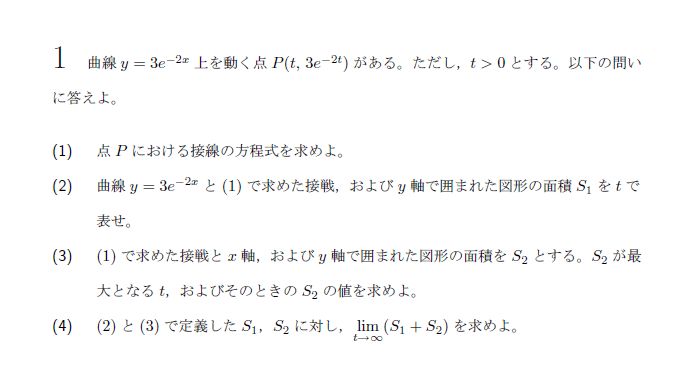 1 曲線 y = 3e^{-2x} 上を動く点 P(t, 3e^{-2t}) がある。ただし，t > 0 とする。以下の問い
に答えよ。
(1) 点 P における接線の方程式を求めよ。
(2) 曲線 y = 3e^{-2x} と (1) で求めた接戦，および y 軸で囲まれた図形の面積 S_1 を t で
表せ。
(3) (1) で求めた接戦と x 軸，および y 軸で囲まれた図形の面積を S_2 とする。S_2 が最
大となる t，およびそのときの S_2 の値を求めよ。
(4) (2) と (3) で定義した S_1，S_2 に対し，lim_{t→∞}(S_1 + S_2) を求めよ。